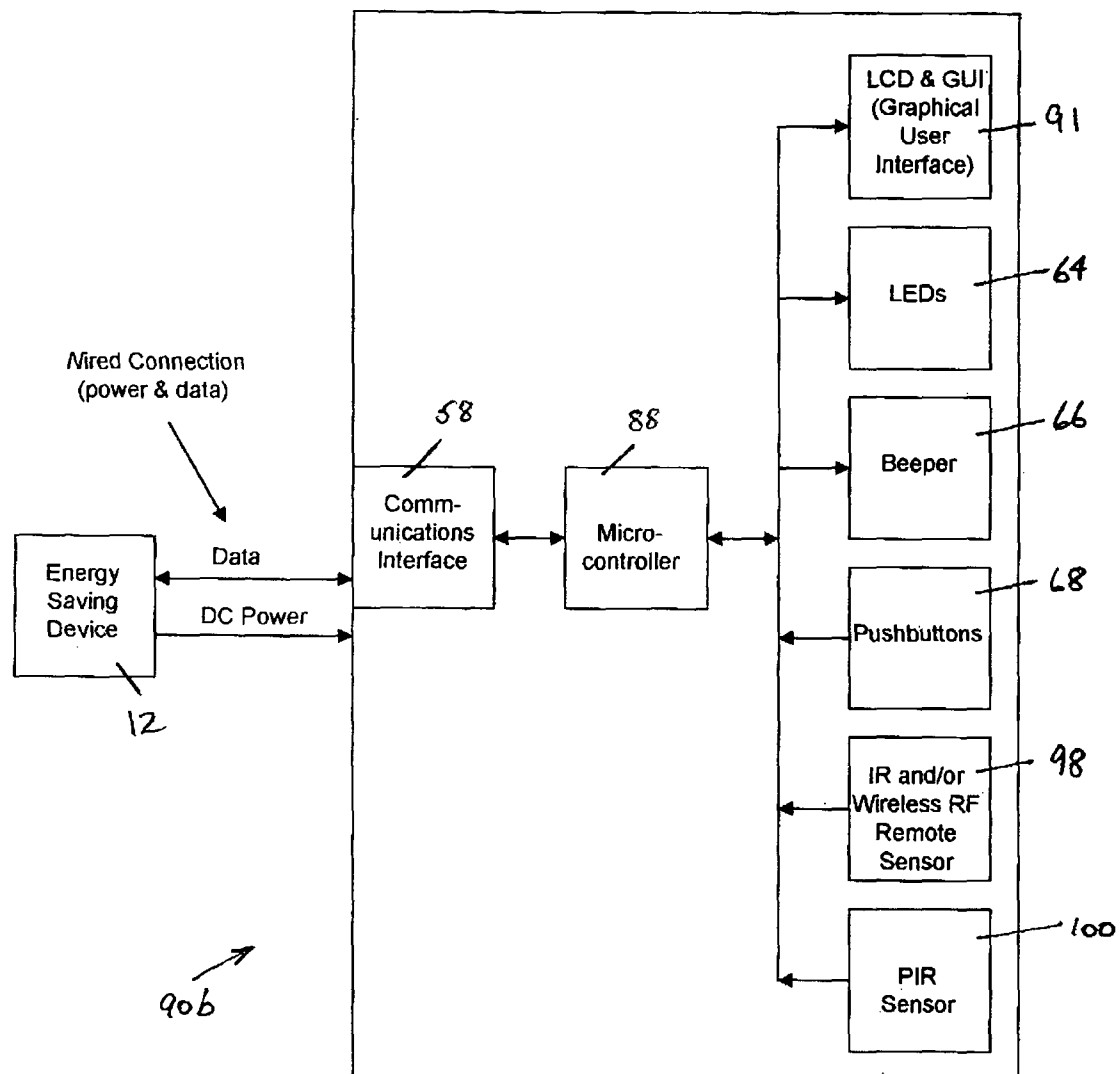 LCD & GUI
(Graphical
User
Interface)
91
LEDs
64
Wired Connection
(power & data)
58
88
Beeper
66
Comm-
unications
Interface
Micro-
controller
Energy
Saving
Device
Data
DC Power
12
Pushbuttons
68
IR and/or
Wireless RF
Remote
Sensor
98
PIR
Sensor
100
90b